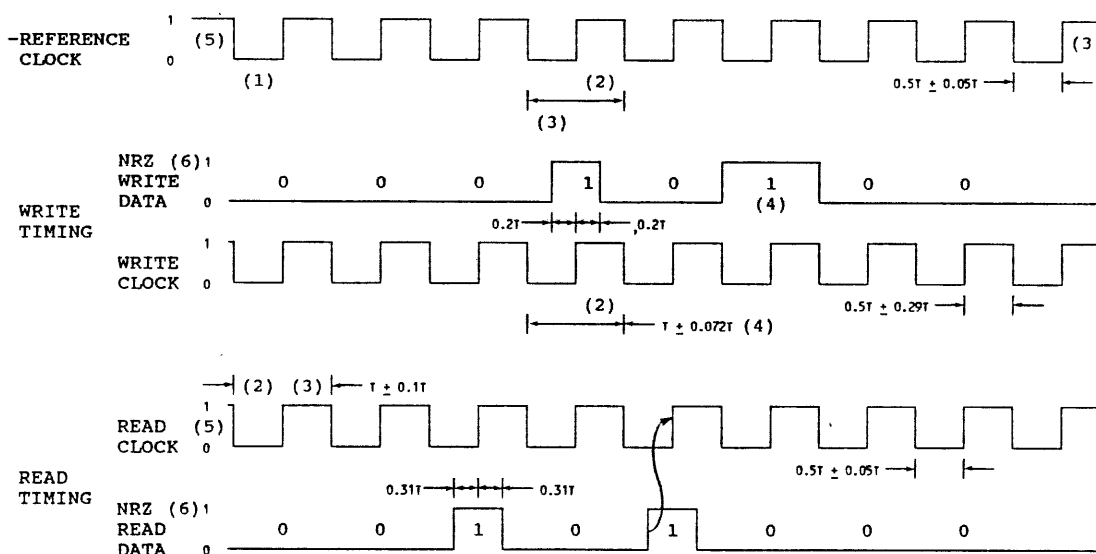 1
-REFERENCE (5)
CLOCK 0
(1) (2) 0.5T ± 0.05T (3
(3)
NRZ (6) 1
WRITE 0 0 0 1 0 1 0 0
DATA 0 (4)
WRITE
TIMING
0.2T ,0.2T
1
WRITE
CLOCK 0
(2) 0.5T ± 0.29T
T ± 0.072T (4)
(2) (3) T ± 0.1T
1
READ (5)
CLOCK 0
0.5T ± 0.05T
READ
TIMING
0.31T 0.31T
NRZ (6) 1
READ 0 0 1 0 1 0 0 0
DATA 0